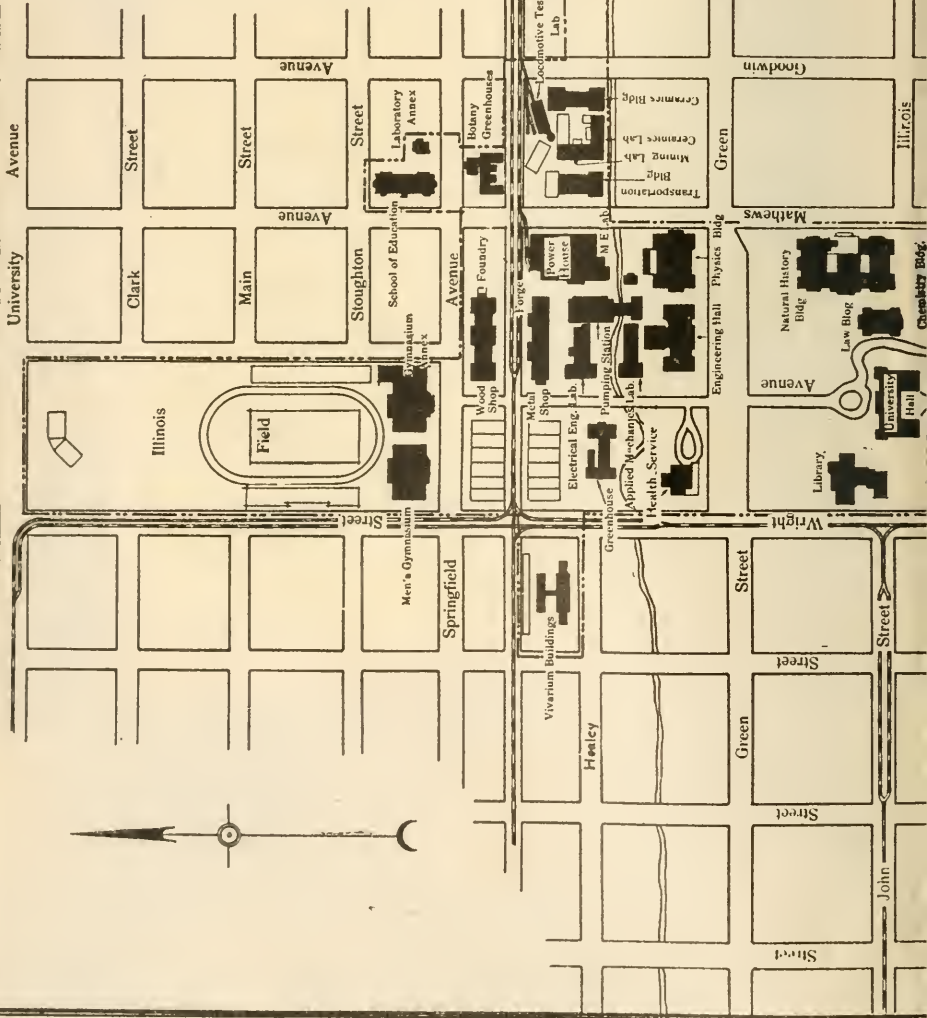 University
Avenue
Clark
Street
Main
Street
Stoughton
Street
Avenue
Avenue
Goodwin
Mathews
Illinois
Field
Gymnasium
Annex
Men's Gymnasium
School of Education
Laboratory
Annex
Botany
Greenhouses
Locomotive Tes
Lab
Springfield
Avenue
Street
Wright
Wood
Shop
Foundry
Forge
Metal
Shop
Power
House
M E Lab.
Electrical Eng. Lab.
Pumping Station
Applied Mechanics Lab.
Greenhouse
Health Service
Engineering Hall
Physics Bldg
Transportation
Bldg
Mining Lab
Ceramics Lab
Ceramics Bldg
Vivarium Buildings
Healey
Green
Street
Green
Street
Street
Street
Avenue
Natural History
Bldg
Law Bldg
Chemistry Bldg.
University
Hall
Library
Illinois
John
Street